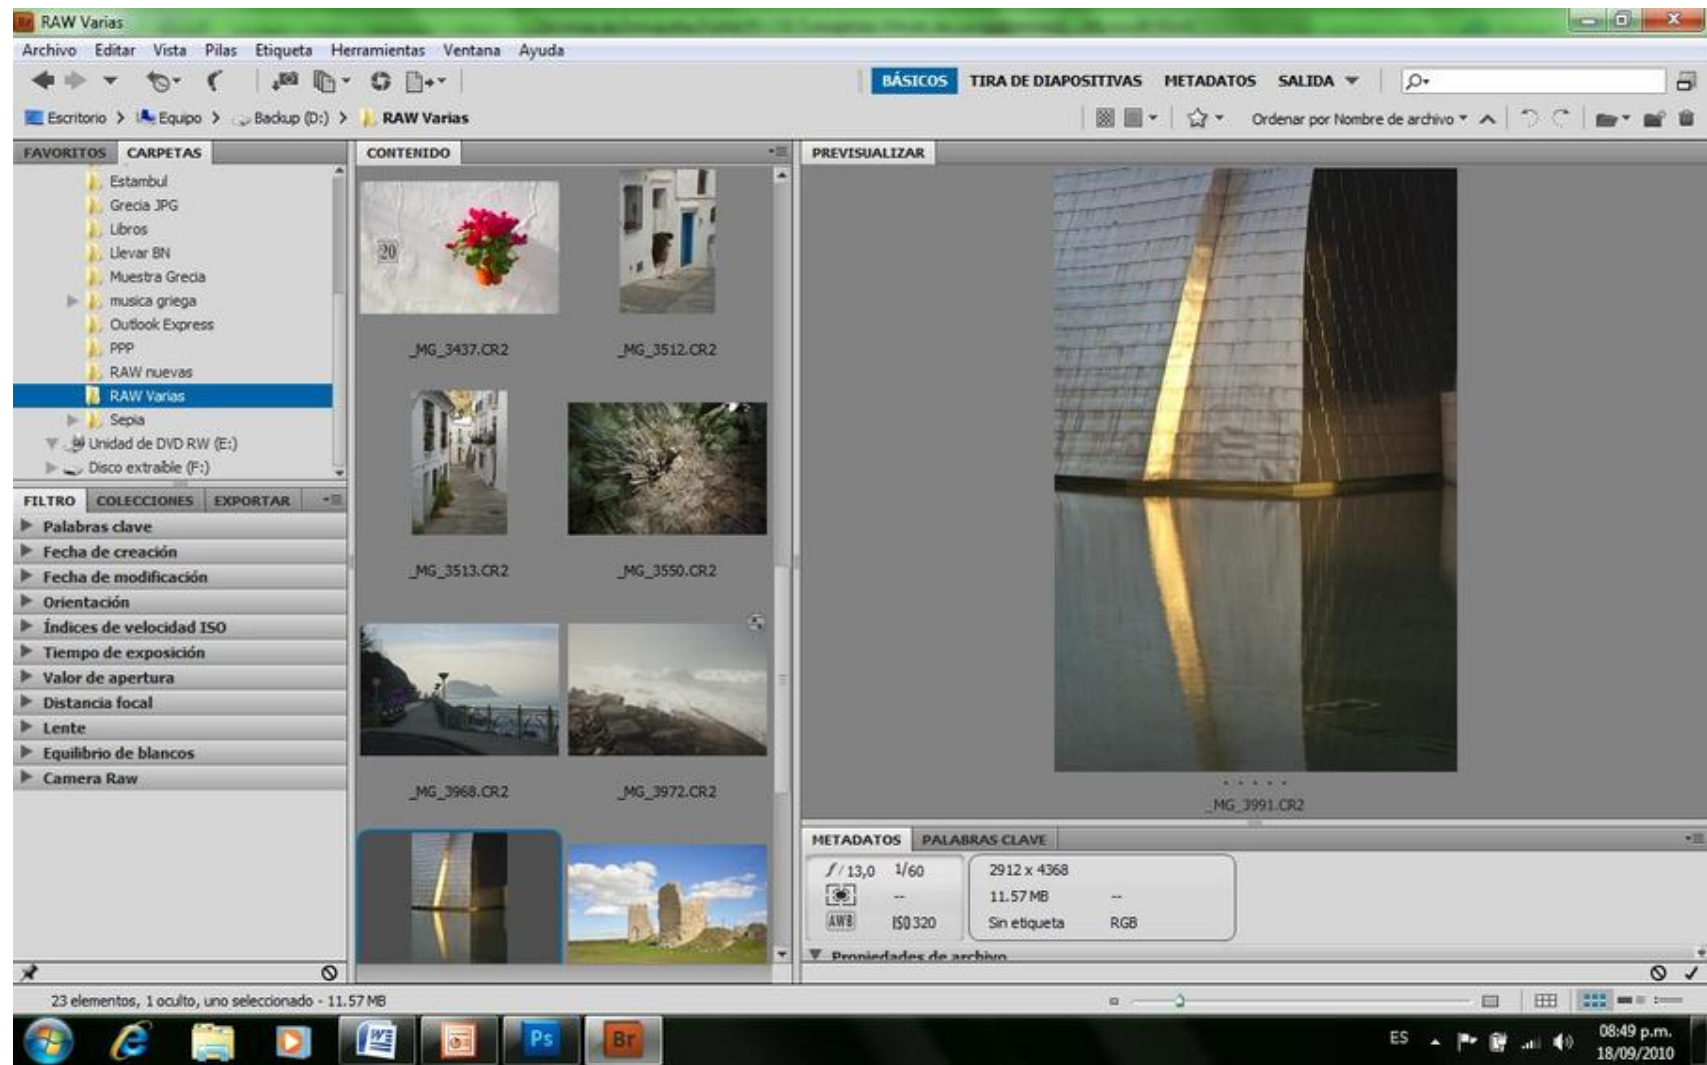 Br RAW Varias
Archivo Editar Vista Pilas Etiqueta Herramientas Ventana Ayuda
BÁSICOS TIRA DE DIAPOSITIVAS METADATOS SALIDA
Escritorio Equipo Backup (D:) RAW Varias
Ordenar por Nombre de archivo
FAVORITOS CARPETAS
Estambul
Grecia JPG
Libros
Llevar BN
Muestra Grecia
musica griega
Outlook Express
PPP
RAW nuevas
RAW Varias
Sepia
Unidad de DVD RW (E:)
Disco extraíble (F:)
FILTRO COLECCIONES EXPORTAR
Palabras clave
Fecha de creación
Fecha de modificación
Orientación
Índices de velocidad ISO
Tiempo de exposición
Valor de apertura
Distancia focal
Lente
Equilibrio de blancos
Camera Raw
CONTENIDO
20
_MG_3437.CR2 _MG_3512.CR2
_MG_3513.CR2 _MG_3550.CR2
_MG_3968.CR2 _MG_3972.CR2
PREVISUALIZAR
_MG_3991.CR2
METADATOS PALABRAS CLAVE
f/13,0 1/60 2912 x 4368
-- 11.57 MB --
AWB ISO 320 Sin etiqueta RGB
Propiedades de archivo
23 elementos, 1 oculto, uno seleccionado - 11.57 MB
Ps Br ES 08:49 p.m.
18/09/2010